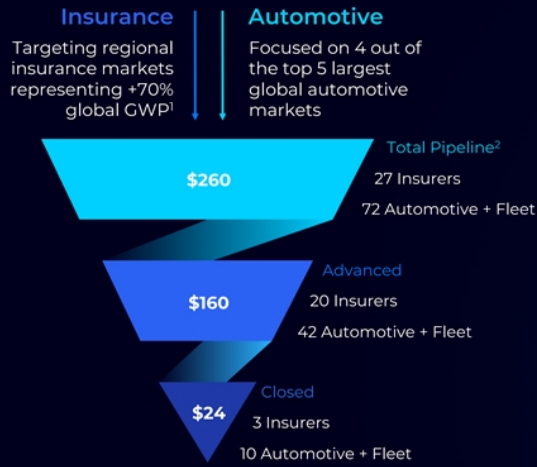 Insurance
Targeting regional
insurance markets
representing +70%
global GWP¹
Automotive
Focused on 4 out of
the top 5 largest
global automotive
markets
$260
Total Pipeline²
27 Insurers
72 Automotive + Fleet
$160
Advanced
20 Insurers
42 Automotive + Fleet
$24
Closed
3 Insurers
10 Automotive + Fleet